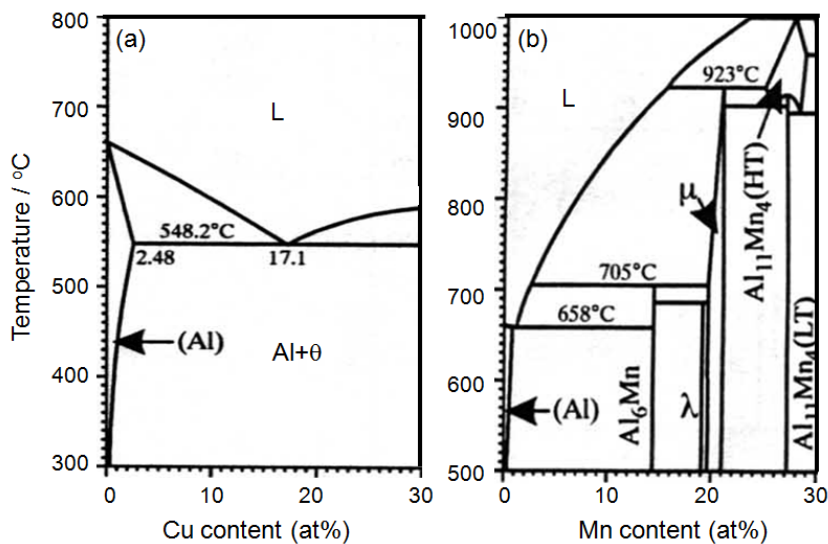 (a)
800
700
600
500
400
300
L
548.2°C
2.48
17.1
(Al)
Al+θ
0
10
20
30
Temperature / °C
Cu content (at%)
(b)
1000
900
800
700
600
500
L
923°C
μ
705°C
658°C
(Al)
Al6Mn
λ
Al11Mn4(HT)
Al11Mn4(LT)
0
10
20
30
Mn content (at%)